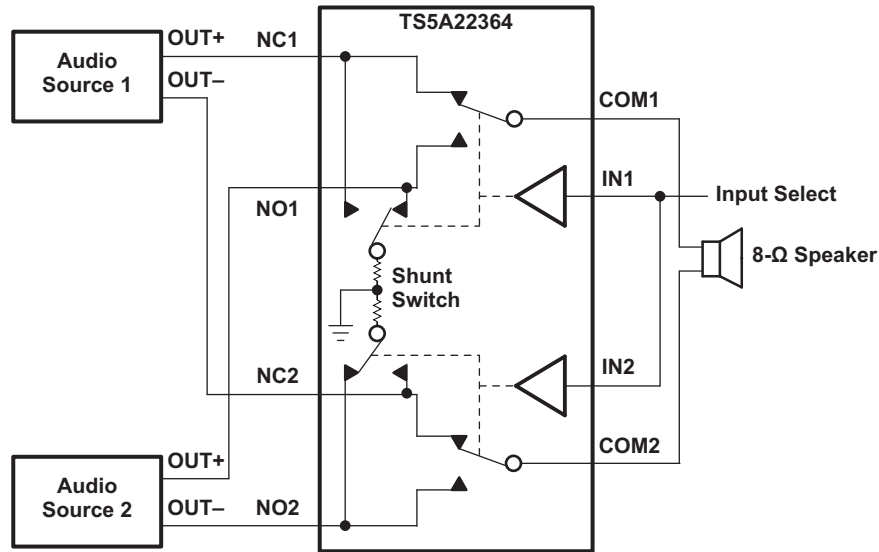 TS5A22364
Audio
Source 1
OUT+
NC1
OUT–
COM1
IN1
Input Select
NO1
8-Ω Speaker
Shunt
Switch
NC2
IN2
COM2
Audio
Source 2
OUT+
OUT–
NO2